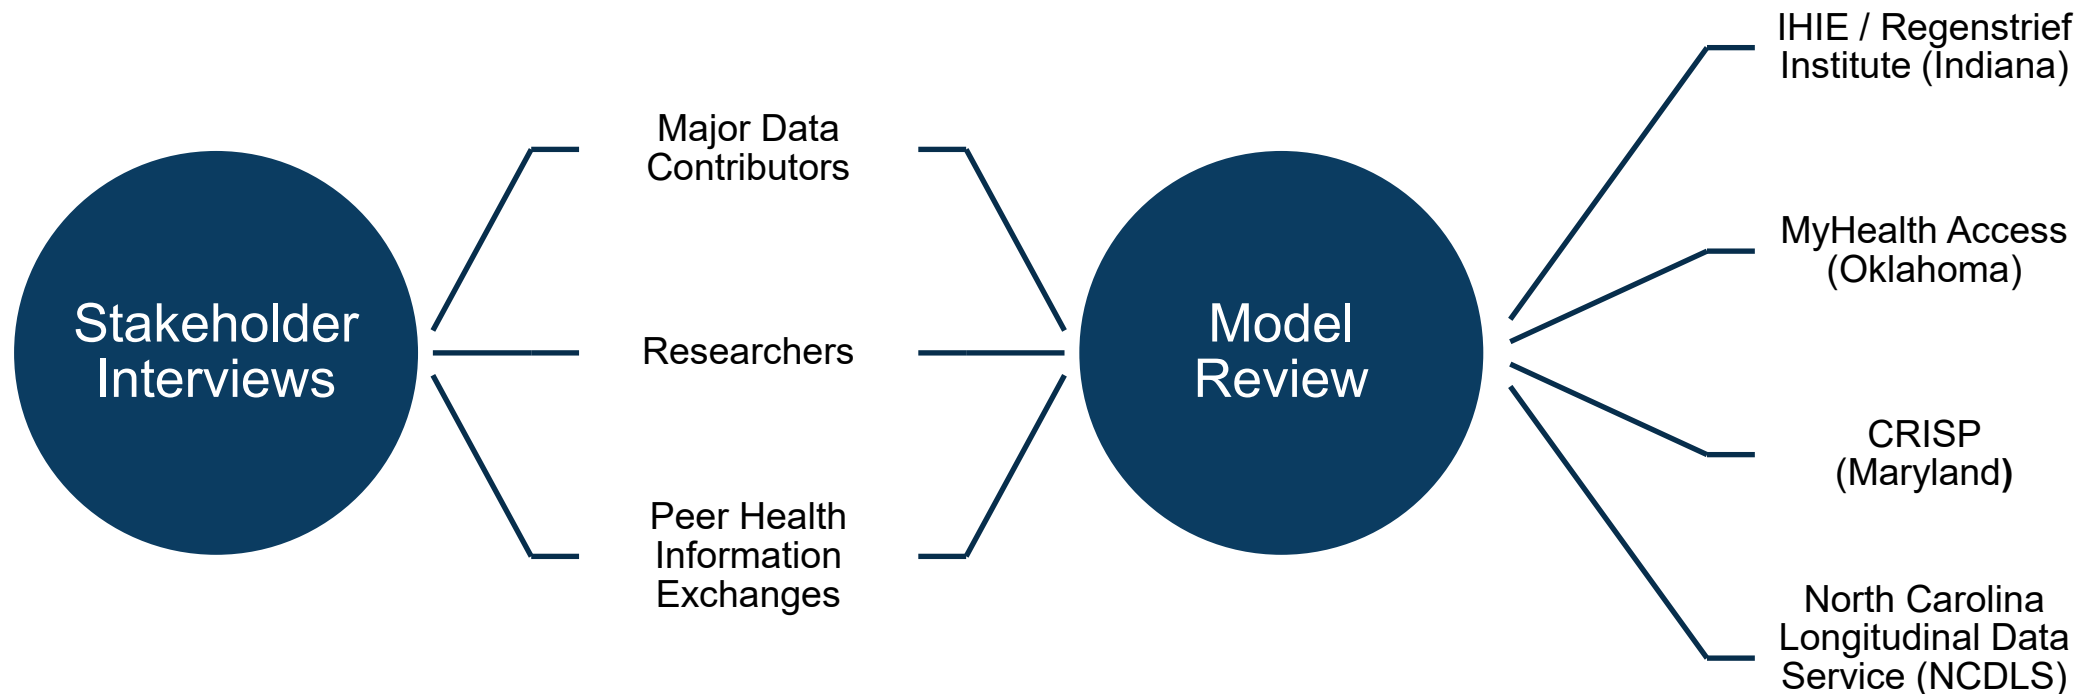 Stakeholder
Interviews
Major Data
Contributors
Researchers
Peer Health
Information
Exchanges
Model
Review
IHIE / Regenstrief
Institute (Indiana)
MyHealth Access
(Oklahoma)
CRISP
(Maryland)
North Carolina
Longitudinal Data
Service (NCDLS)